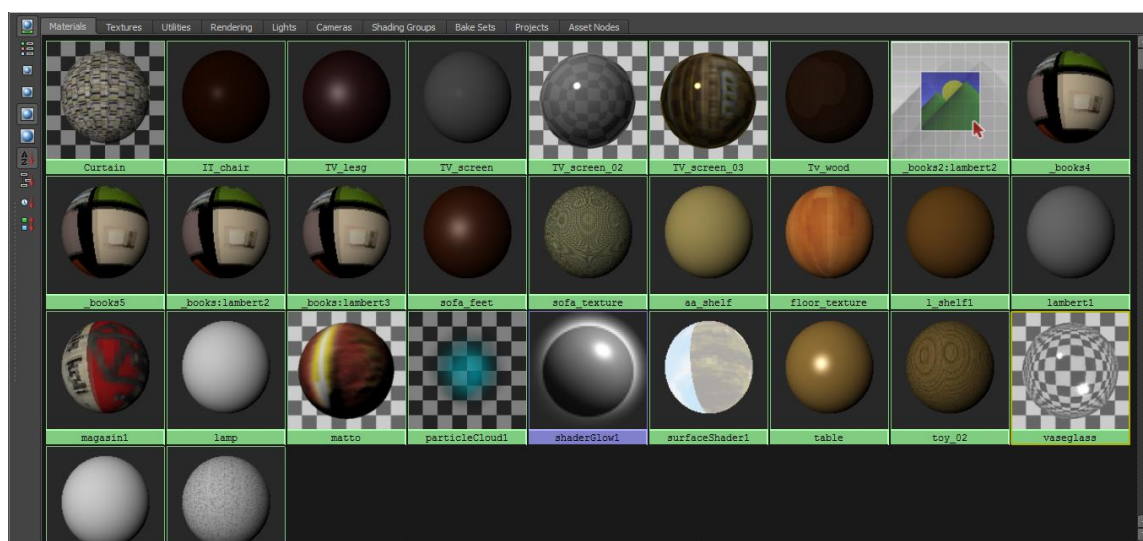 Materials Textures Utilities Rendering Lights Cameras Shading Groups Bake Sets Projects Asset Nodes
Curtain II_chair TV_lesg TV_screen TV_screen_02 TV_screen_03 Tv_wood _books2:lambert2 _books4
_books5 _books:lambert2 _books:lambert3 sofa_feet sofa_texture aa_shelf floor_texture l_shelf1 lambert1
magasin1 lamp matto particleCloud1 shaderGlow1 surfaceShader1 table toy_02 vaseglass